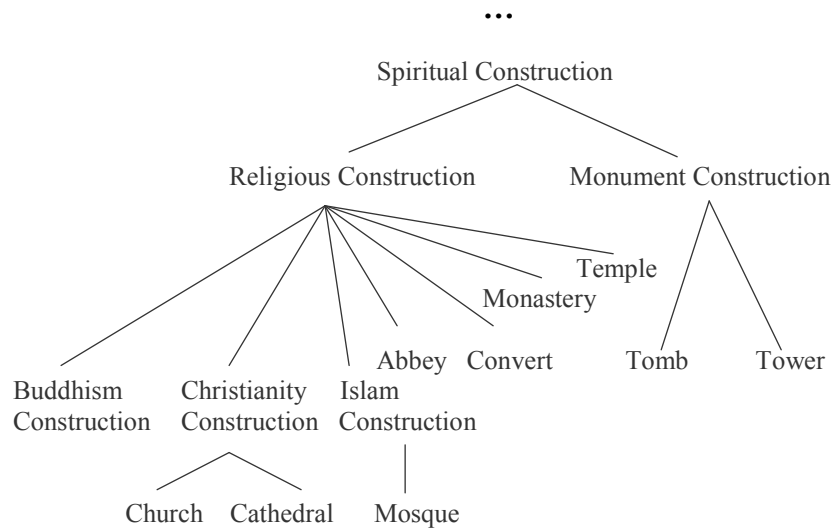 ...
Spiritual Construction
Religious Construction
Monument Construction
Temple
Monastery
Abbey
Convert
Tomb
Tower
Buddhism
Construction
Christianity
Construction
Islam
Construction
Church
Cathedral
Mosque